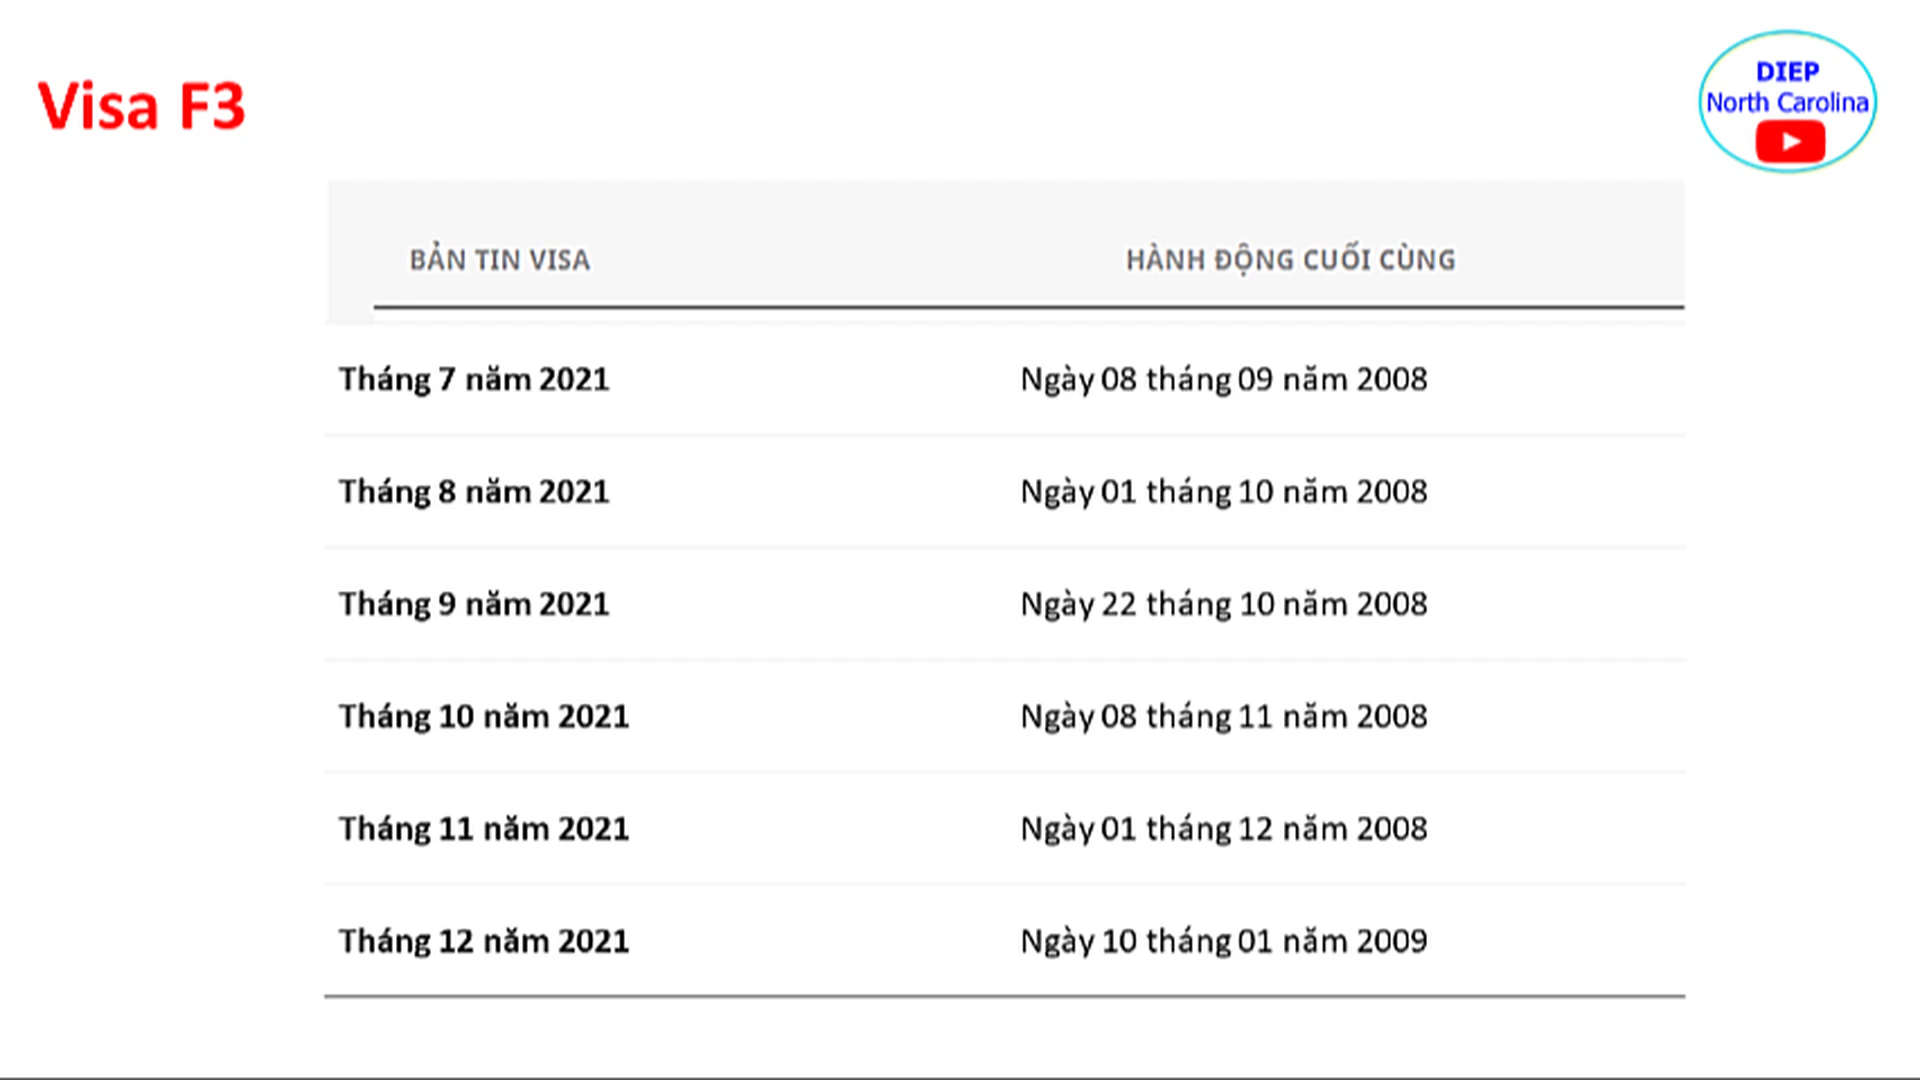 Visa F3
DIEP
North Carolina
BẢN TIN VISA HÀNH ĐỘNG CUỐI CÙNG
Tháng 7 năm 2021 Ngày 08 tháng 09 năm 2008
Tháng 8 năm 2021 Ngày 01 tháng 10 năm 2008
Tháng 9 năm 2021 Ngày 22 tháng 10 năm 2008
Tháng 10 năm 2021 Ngày 08 tháng 11 năm 2008
Tháng 11 năm 2021 Ngày 01 tháng 12 năm 2008
Tháng 12 năm 2021 Ngày 10 tháng 01 năm 2009